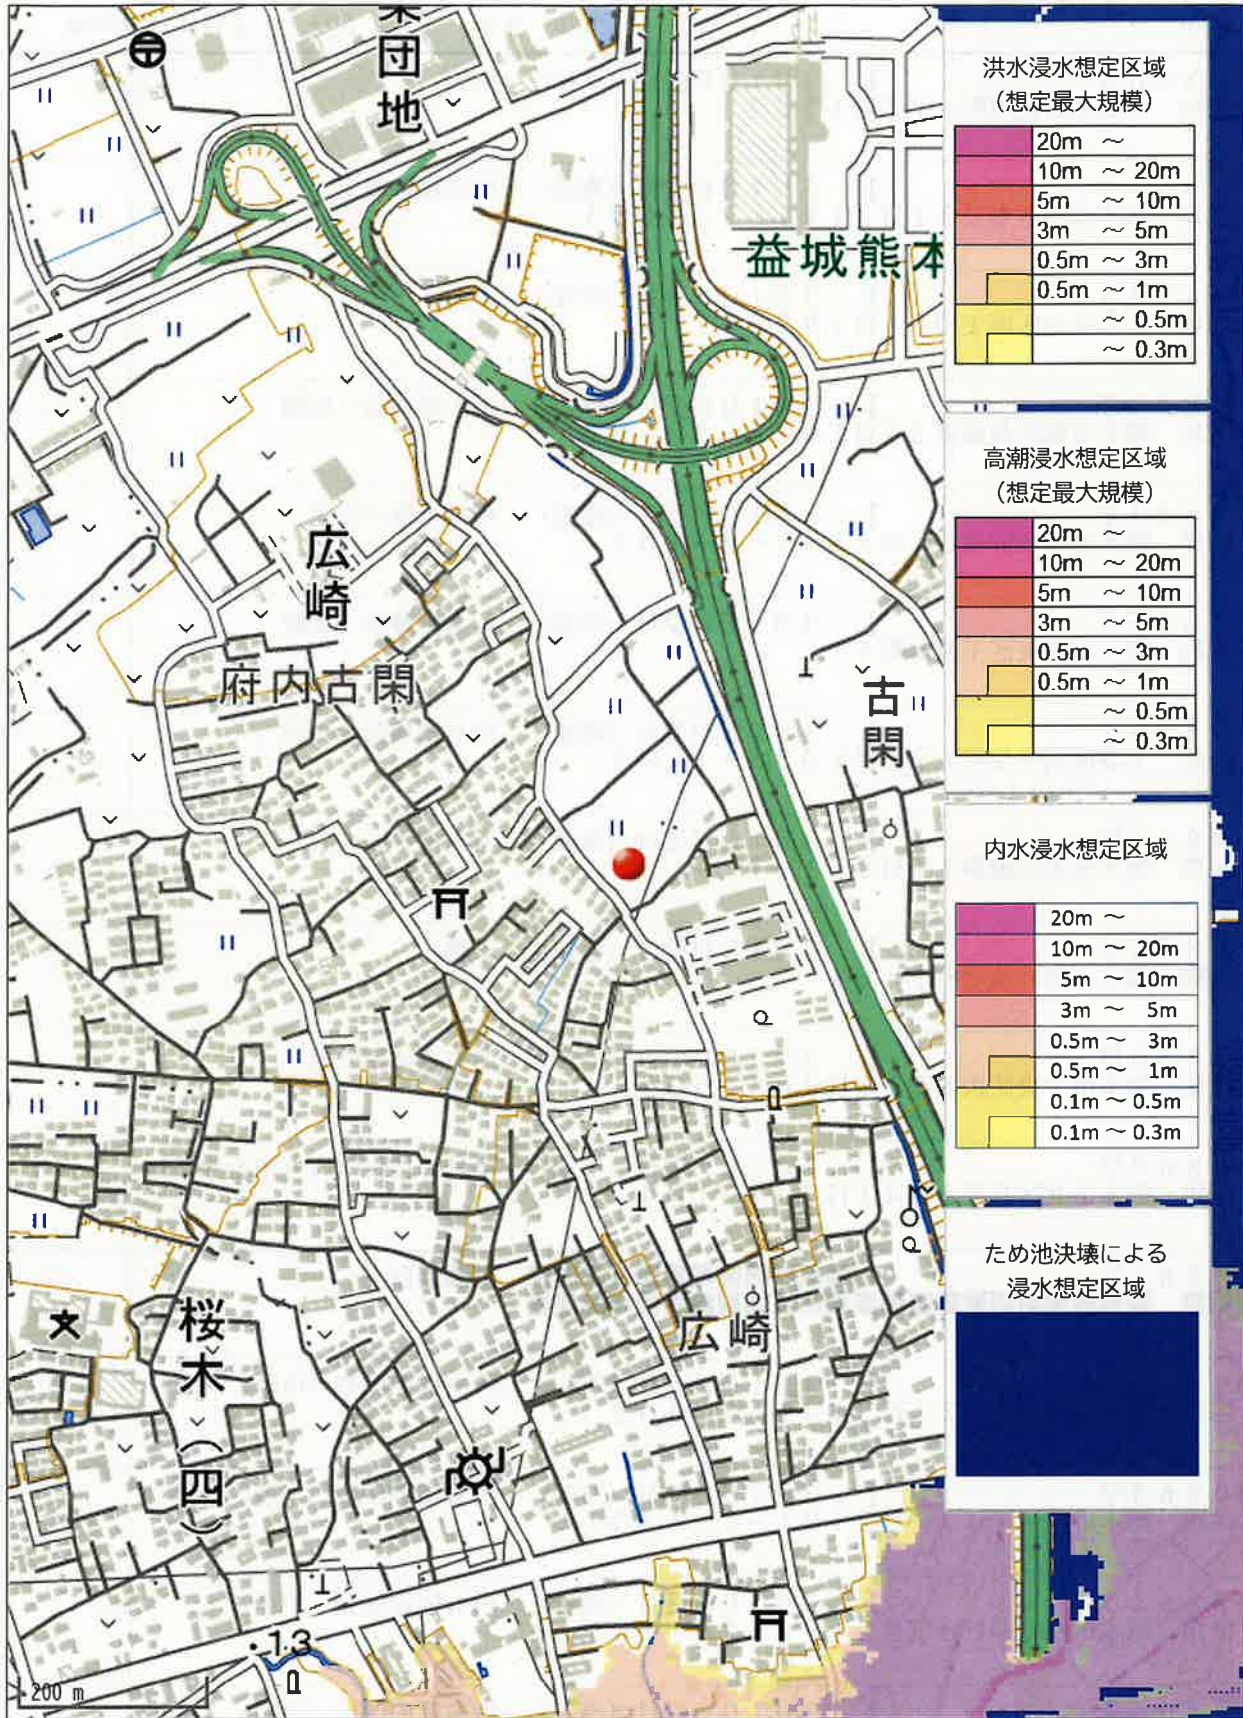 集団地
益城熊本
広崎
府内古閑
古閑
広崎
桜木(四)
・13
200 m
洪水浸水想定区域
(想定最大規模)
20m ～
10m ～ 20m
5m ～ 10m
3m ～ 5m
0.5m ～ 3m
0.5m ～ 1m
～ 0.5m
～ 0.3m
高潮浸水想定区域
(想定最大規模)
20m ～
10m ～ 20m
5m ～ 10m
3m ～ 5m
0.5m ～ 3m
0.5m ～ 1m
～ 0.5m
～ 0.3m
内水浸水想定区域
20m ～
10m ～ 20m
5m ～ 10m
3m ～ 5m
0.5m ～ 3m
0.5m ～ 1m
0.1m ～ 0.5m
0.1m ～ 0.3m
ため池決壊による
浸水想定区域